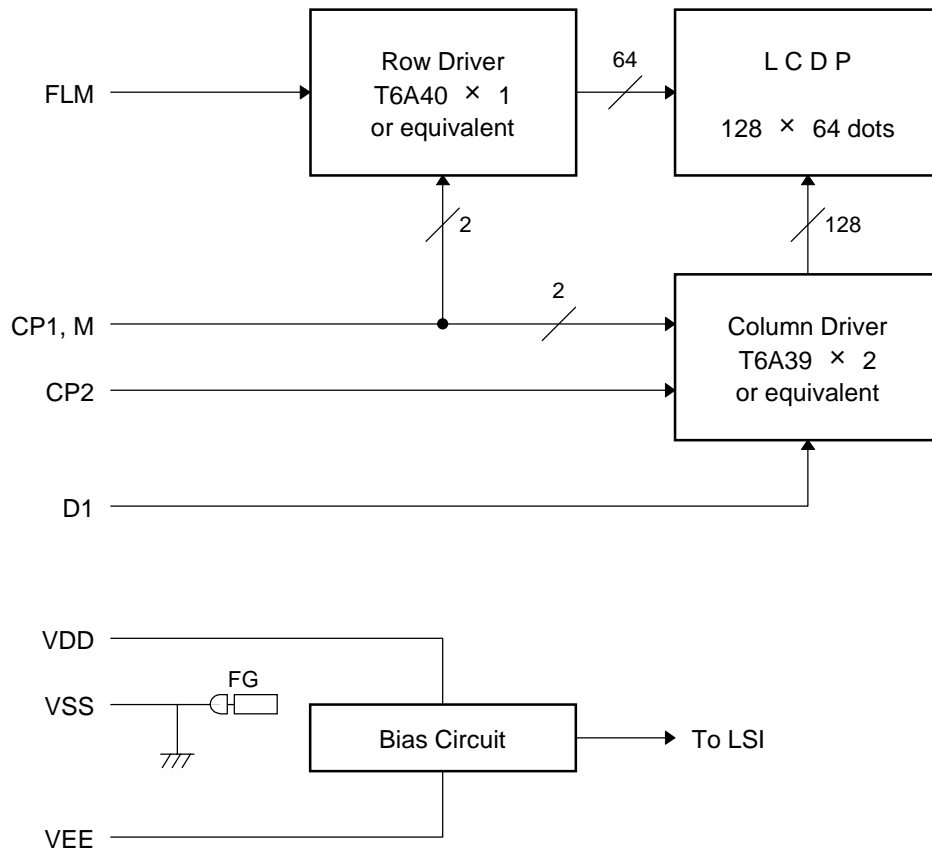 FLM
Row Driver
T6A40 × 1
or equivalent
64
L C D P
128 × 64 dots
2
128
CP1, M
2
CP2
Column Driver
T6A39 × 2
or equivalent
D1
VDD
VSS
FG
Bias Circuit
To LSI
VEE